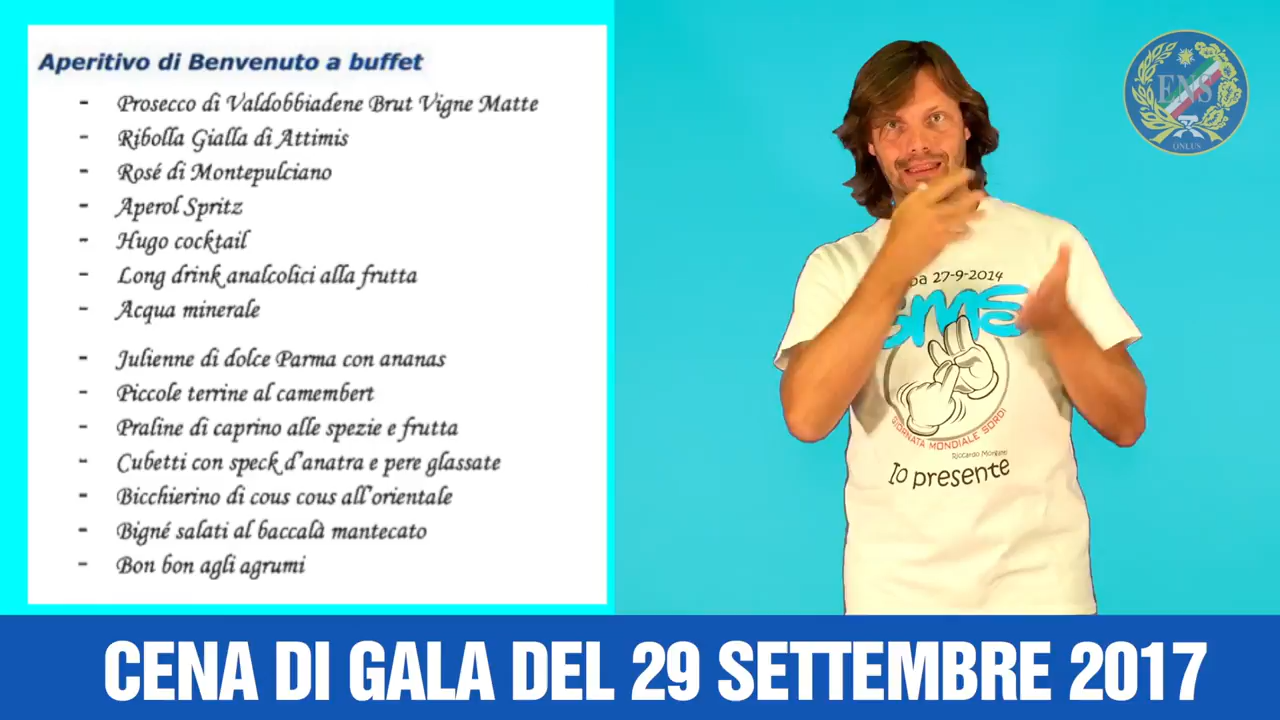 Aperitivo di Benvenuto a buffet
- Prosecco di Valdobbiadene Brut Vigne Matte
- Ribolla Gialla di Attimis
- Rosé di Montepulciano
- Aperol Spritz
- Hugo cocktail
- Long drink analcolici alla frutta
- Acqua minerale
- Julienne di dolce Parma con ananas
- Piccole terrine al camembert
- Praline di caprino alle spezie e frutta
- Cubetti con speck d'anatra e pere glassate
- Bicchierino di cous cous all'orientale
- Bigné salati al baccalà mantecato
- Bon bon agli agrumi
ENS
ONLUS
27-9-2014
GIORNATA MONDIALE SORDI
Riccardo
Io presente
CENA DI GALA DEL 29 SETTEMBRE 2017